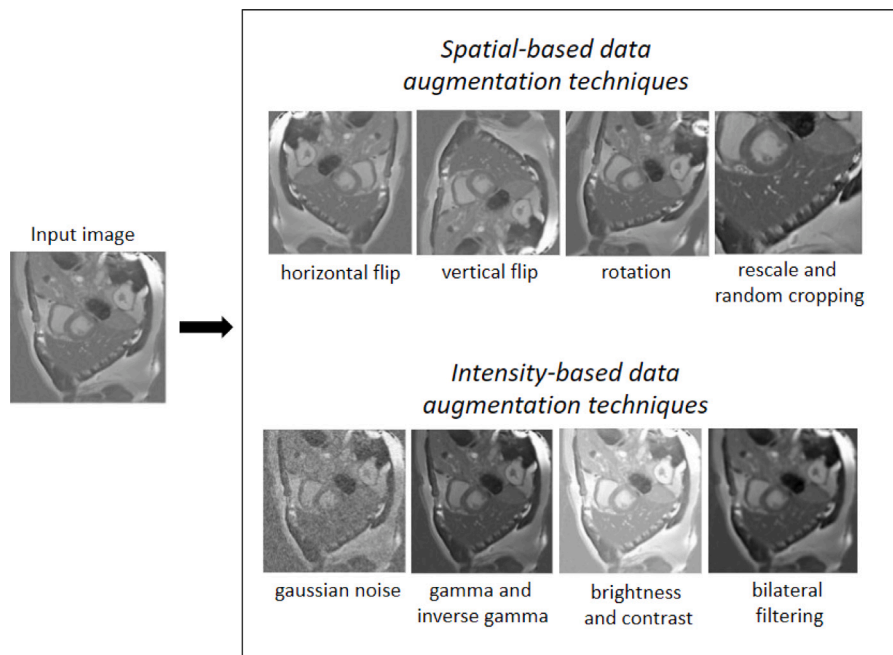 Spatial-based data
augmentation techniques
Input image
horizontal flip
vertical flip
rotation
rescale and
random cropping
Intensity-based data
augmentation techniques
gaussian noise
gamma and
inverse gamma
brightness
and contrast
bilateral
filtering